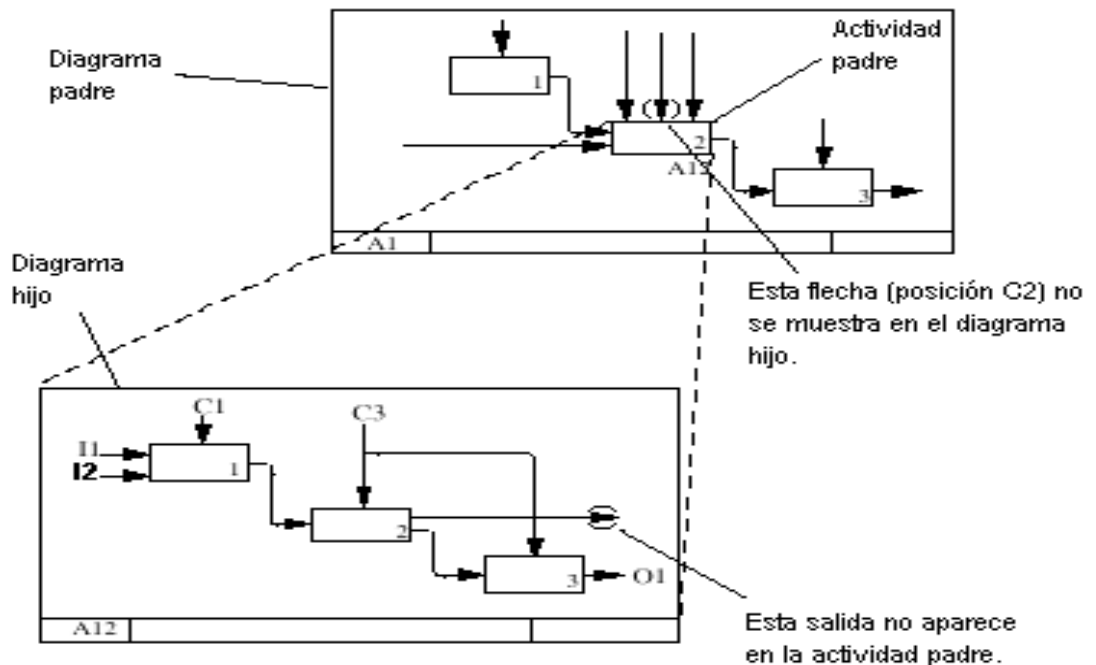 Diagrama
padre
Actividad
padre
1
( )
2
A12
3
A1
Diagrama
hijo
Esta flecha (posición C2) no
se muestra en el diagrama
hijo.
C1
C3
I1
I2
1
2
3
O1
A12
Esta salida no aparece
en la actividad padre.